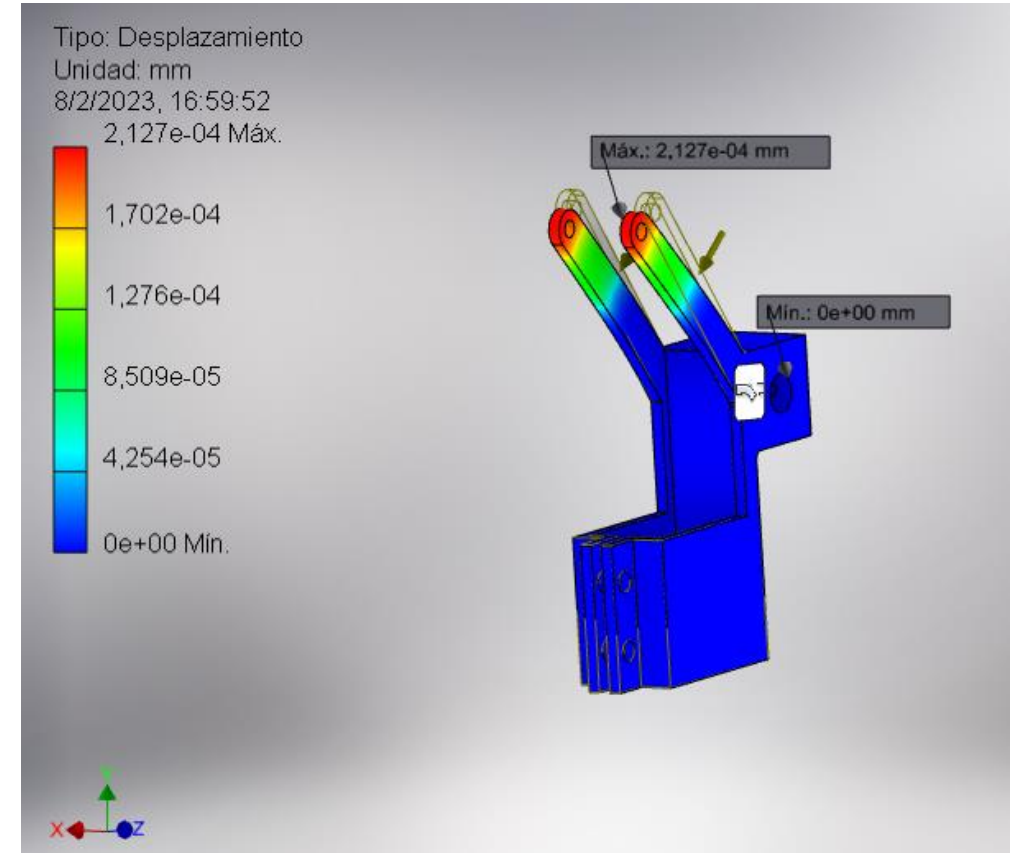 Tipo: Desplazamiento
Unidad: mm
8/2/2023, 16:59:52
2,127e-04 Máx.
1,702e-04
1,276e-04
8,509e-05
4,254e-05
0e+00 Mín.
Máx.: 2,127e-04 mm
Mín.: 0e+00 mm
Y
X
Z